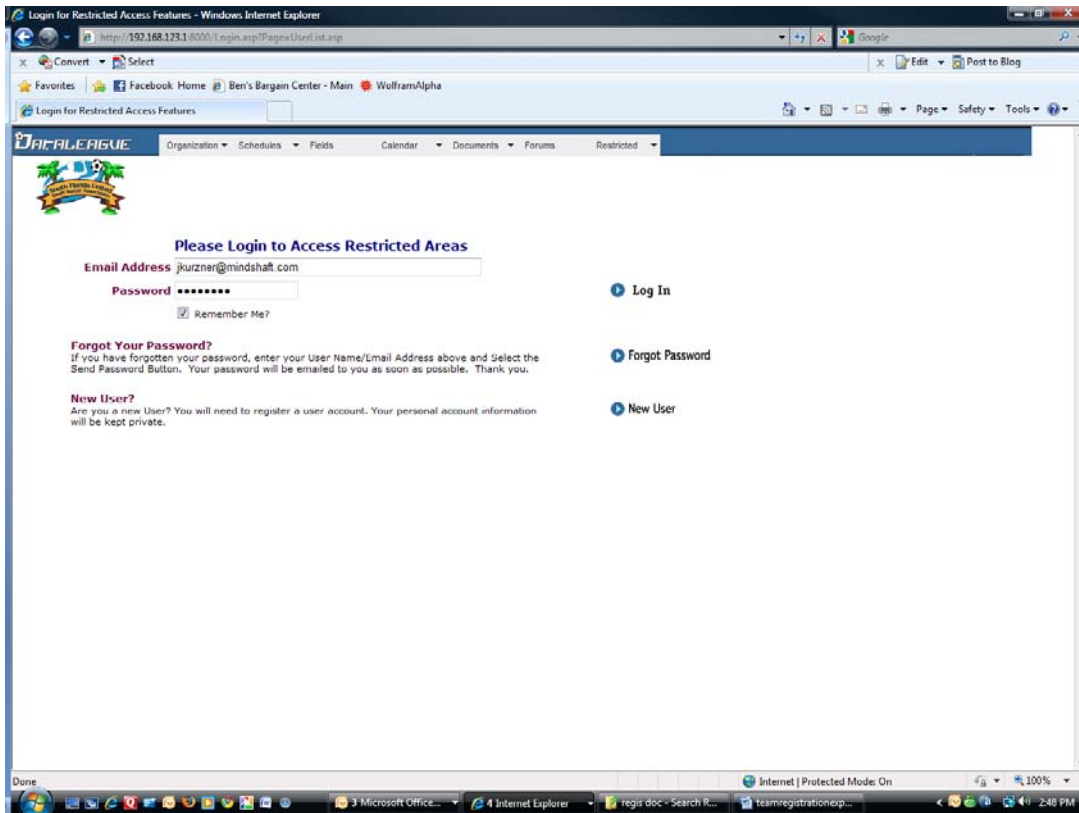 Login for Restricted Access Features - Windows Internet Explorer
http://192.168.123.1:8000/Login.asp?Page=UserList.asp
Google
x Convert Select
x Edit Post to Blog
Favorites Facebook Home Ben's Bargain Center - Main WolframAlpha
Login for Restricted Access Features
Page Safety Tools
DATALEAGUE Organization Schedules Fields Calendar Documents Forums Restricted
South Florida United
Youth Soccer Association
Please Login to Access Restricted Areas
Email Address jkurzner@mindshaft.com
Password ••••••••
Log In
Remember Me?
Forgot Your Password?
If you have forgotten your password, enter your User Name/Email Address above and Select the
Send Password Button. Your password will be emailed to you as soon as possible. Thank you.
Forgot Password
New User?
Are you a new User? You will need to register a user account. Your personal account information
will be kept private.
New User
Done
Internet | Protected Mode: On
100%
3 Microsoft Office...
4 Internet Explorer
regis doc - Search R...
teamregistrationexp...
2:48 PM